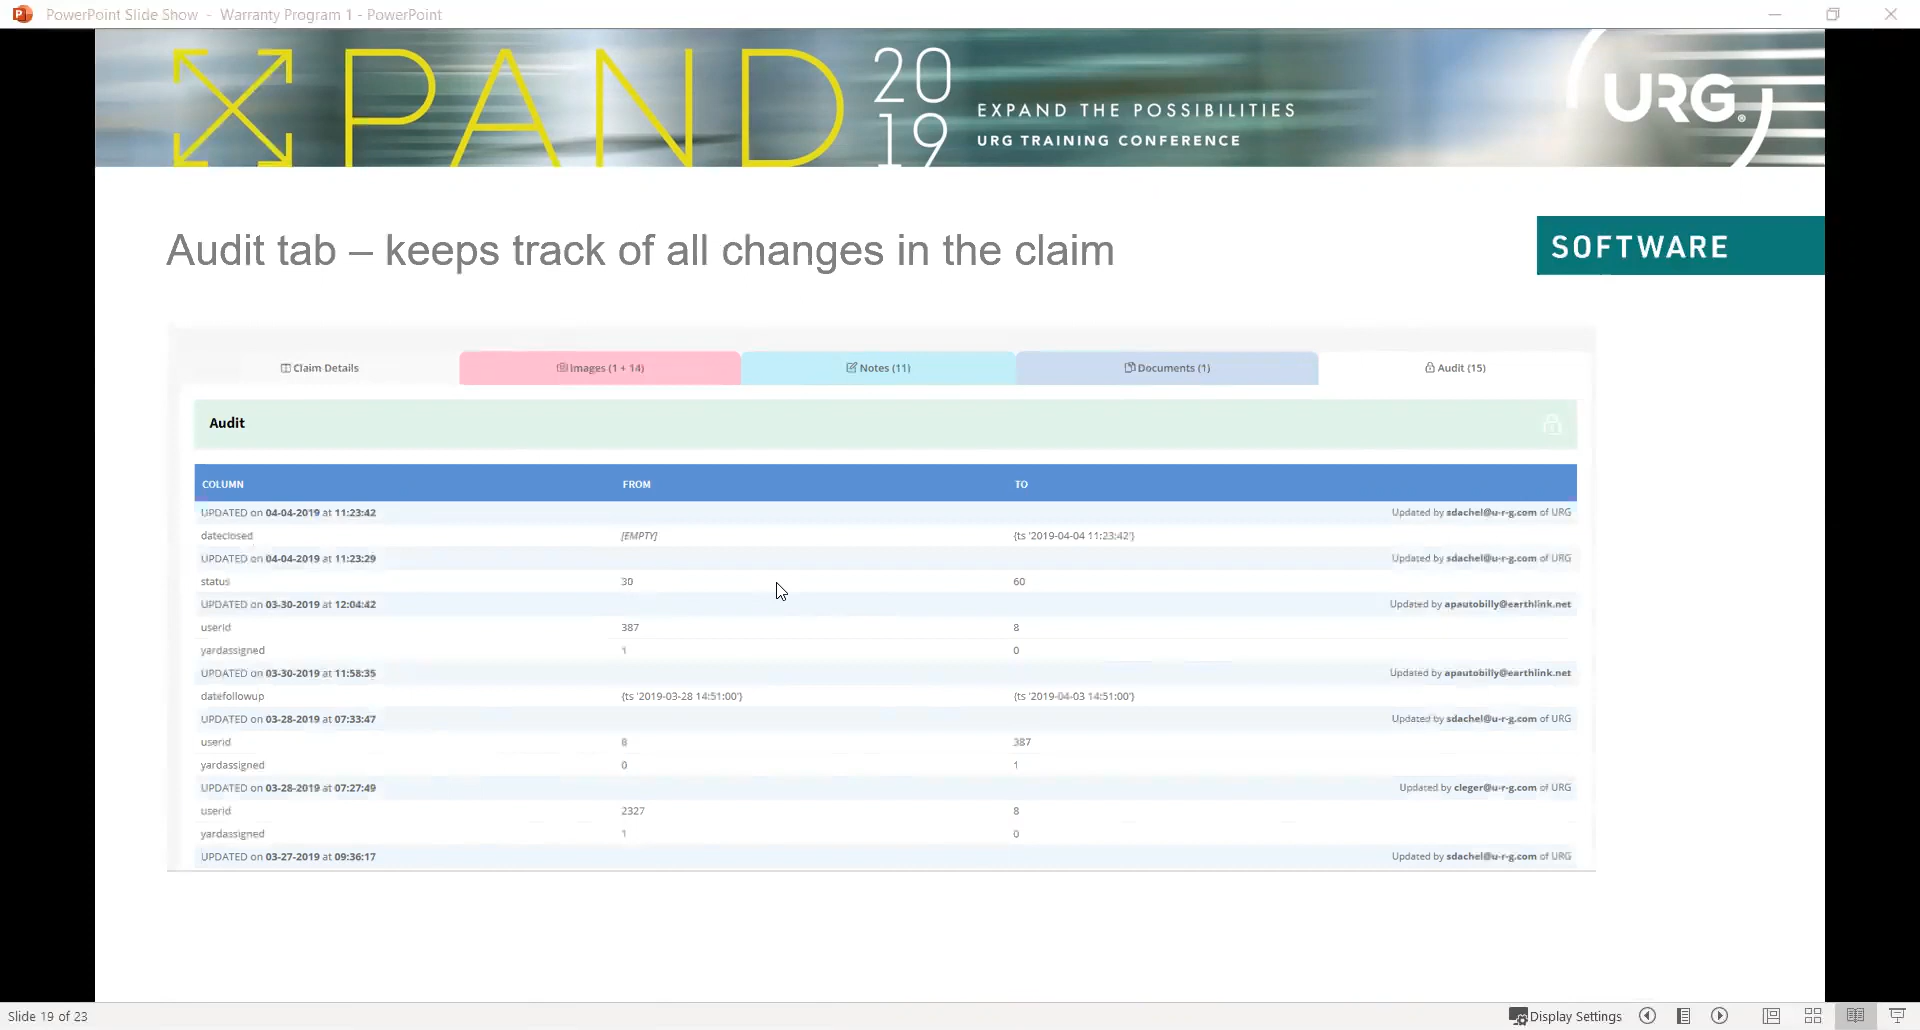 PowerPoint Slide Show - Warranty Program 1 - PowerPoint
XPAND 2019
EXPAND THE POSSIBILITIES
URG TRAINING CONFERENCE
URG®
Audit tab – keeps track of all changes in the claim
SOFTWARE
Claim Details Images (1 + 14) Notes (11) Documents (1) Audit (15)
Audit
COLUMN FROM TO
UPDATED on 04-04-2019 at 11:23:42 Updated by sdachel@u-r-g.com of URG
dateclosed [EMPTY] {ts '2019-04-04 11:23:42'}
UPDATED on 04-04-2019 at 11:23:29 Updated by sdachel@u-r-g.com of URG
status 30 60
UPDATED on 03-30-2019 at 12:04:42 Updated by apautobilly@earthlink.net
userid 387 8
yardassigned 1 0
UPDATED on 03-30-2019 at 11:58:35 Updated by apautobilly@earthlink.net
datefollowup {ts '2019-03-28 14:51:00'} {ts '2019-04-03 14:51:00'}
UPDATED on 03-28-2019 at 07:33:47 Updated by sdachel@u-r-g.com of URG
userid 8 387
yardassigned 0 1
UPDATED on 03-28-2019 at 07:27:49 Updated by cleger@u-r-g.com of URG
userid 2327 8
yardassigned 1 0
UPDATED on 03-27-2019 at 09:36:17 Updated by sdachel@u-r-g.com of URG
Slide 19 of 23 Display Settings